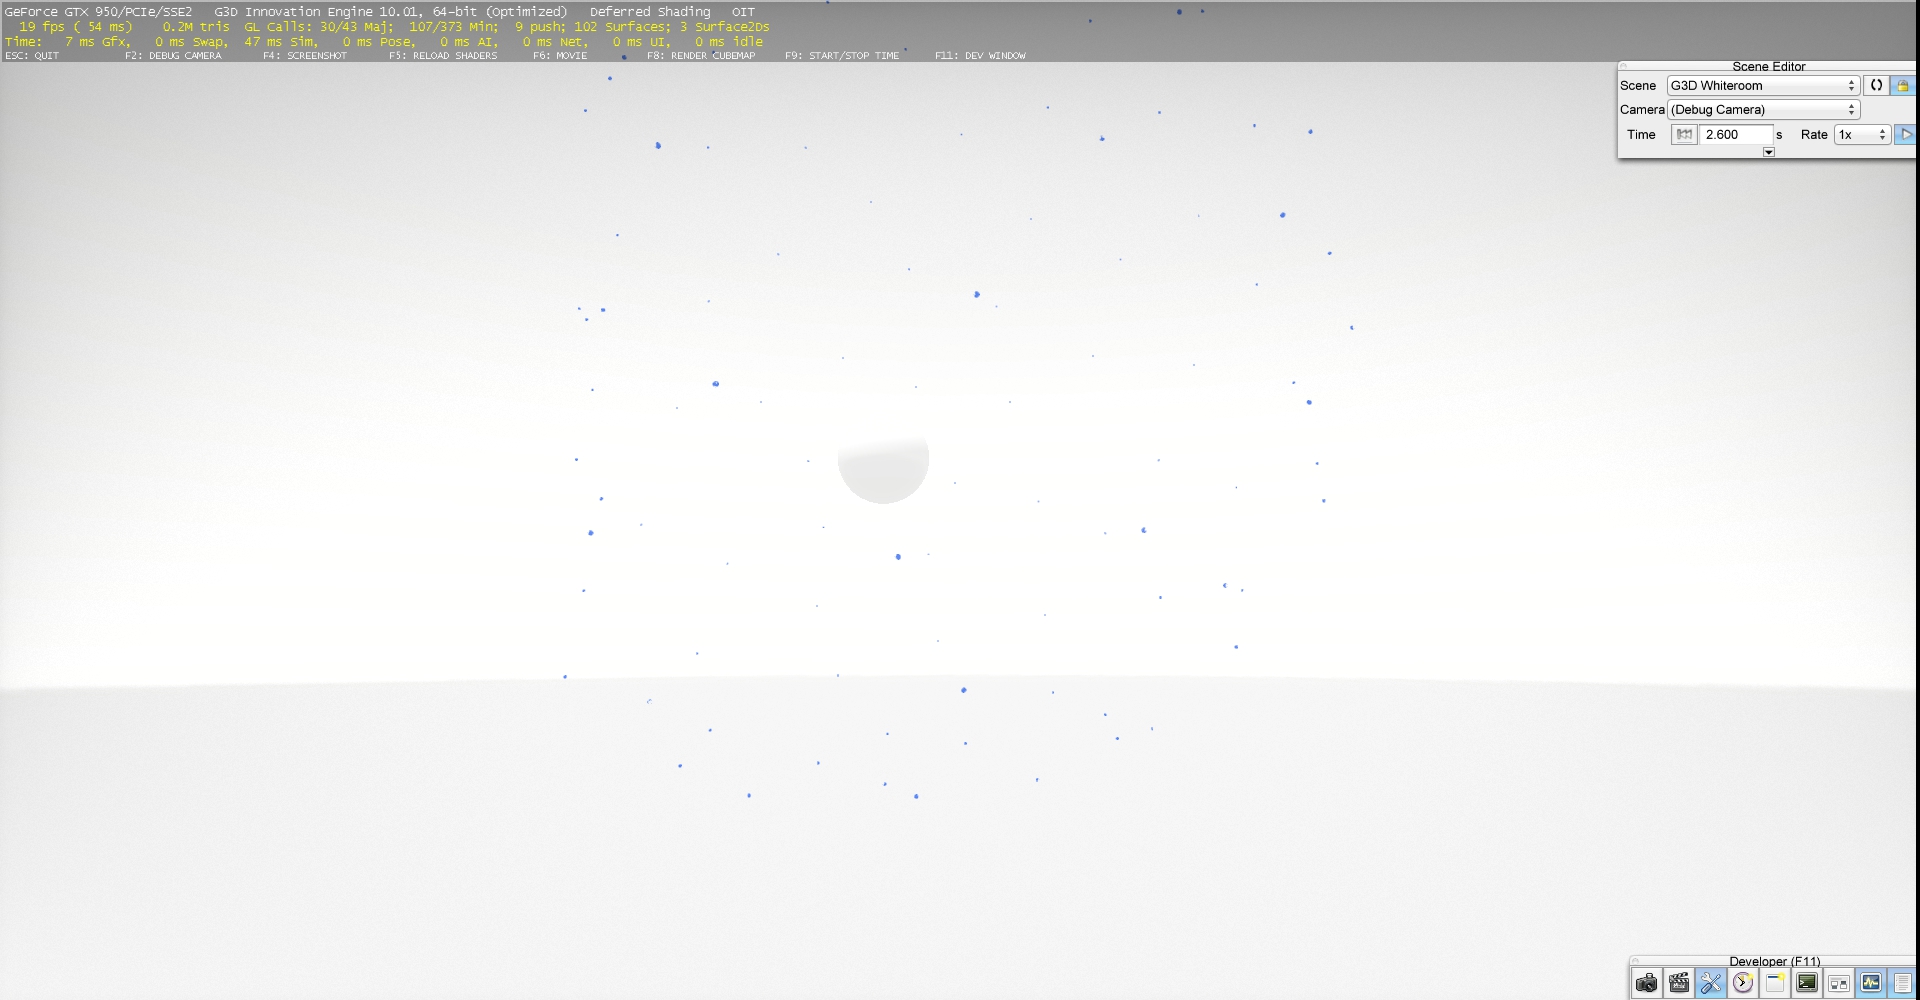 GeForce GTX 950/PCIe/SSE2 G3D Innovation Engine 10.01, 64-bit (Optimized) Deferred Shading OIT
19 fps ( 54 ms) 0.2M tris GL Calls: 30/43 Maj; 107/373 Min; 9 push; 102 Surfaces; 3 Surface2Ds
Time: 7 ms Gfx, 0 ms Swap, 47 ms Sim, 0 ms Pose, 0 ms AI, 0 ms Net, 0 ms UI, 0 ms idle
ESC: QUIT F2: DEBUG CAMERA F4: SCREENSHOT F5: RELOAD SHADERS F6: MOVIE F8: RENDER CUBEMAP F9: START/STOP TIME F11: DEV WINDOW
Scene Editor
Scene G3D Whiteroom
Camera (Debug Camera)
Time 2.600 s Rate 1x
Developer (F11)